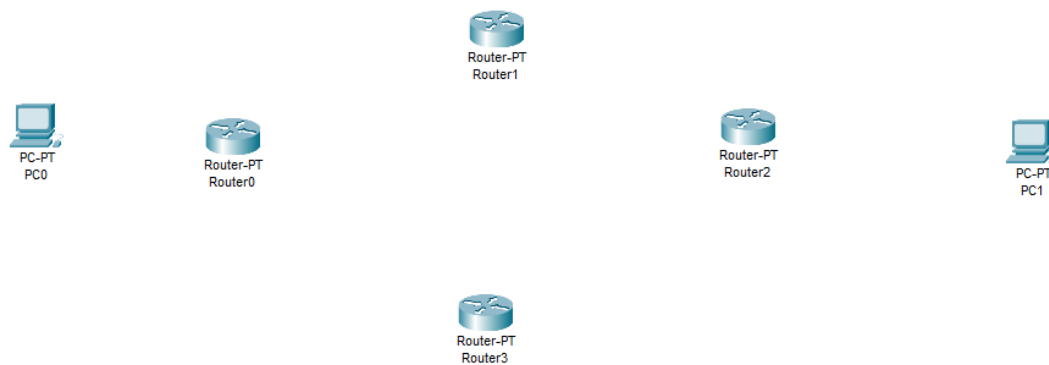 Router-PT
Router1
PC-PT
PC0
Router-PT
Router0
Router-PT
Router2
PC-PT
PC1
Router-PT
Router3